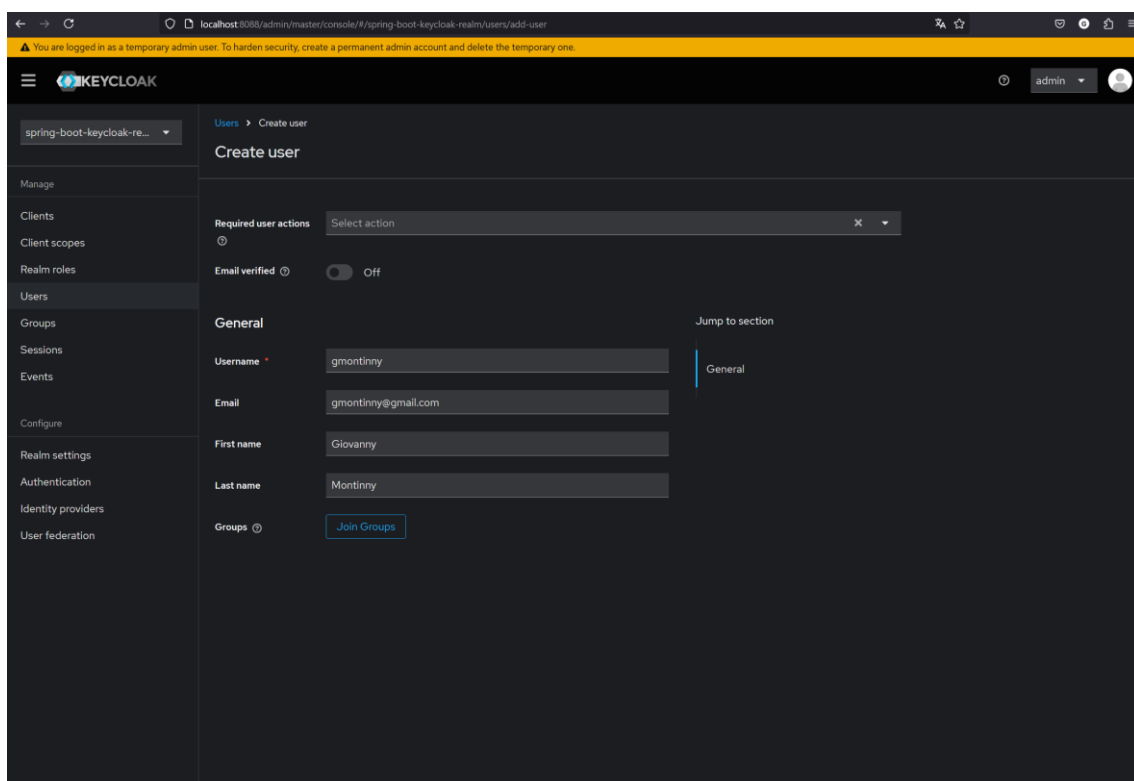 localhost:8088/admin/master/console/#/spring-boot-keycloak-realm/users/add-user
You are logged in as a temporary admin user. To harden security, create a permanent admin account and delete the temporary one.
KEYCLOAK
admin
spring-boot-keycloak-re...
Users > Create user
Create user
Manage
Clients
Client scopes
Realm roles
Users
Groups
Sessions
Events
Configure
Realm settings
Authentication
Identity providers
User federation
Required user actions
Select action
Email verified
Off
General
Jump to section
General
Username *
gmontinny
Email
gmontinny@gmail.com
First name
Giovanny
Last name
Montinny
Groups
Join Groups